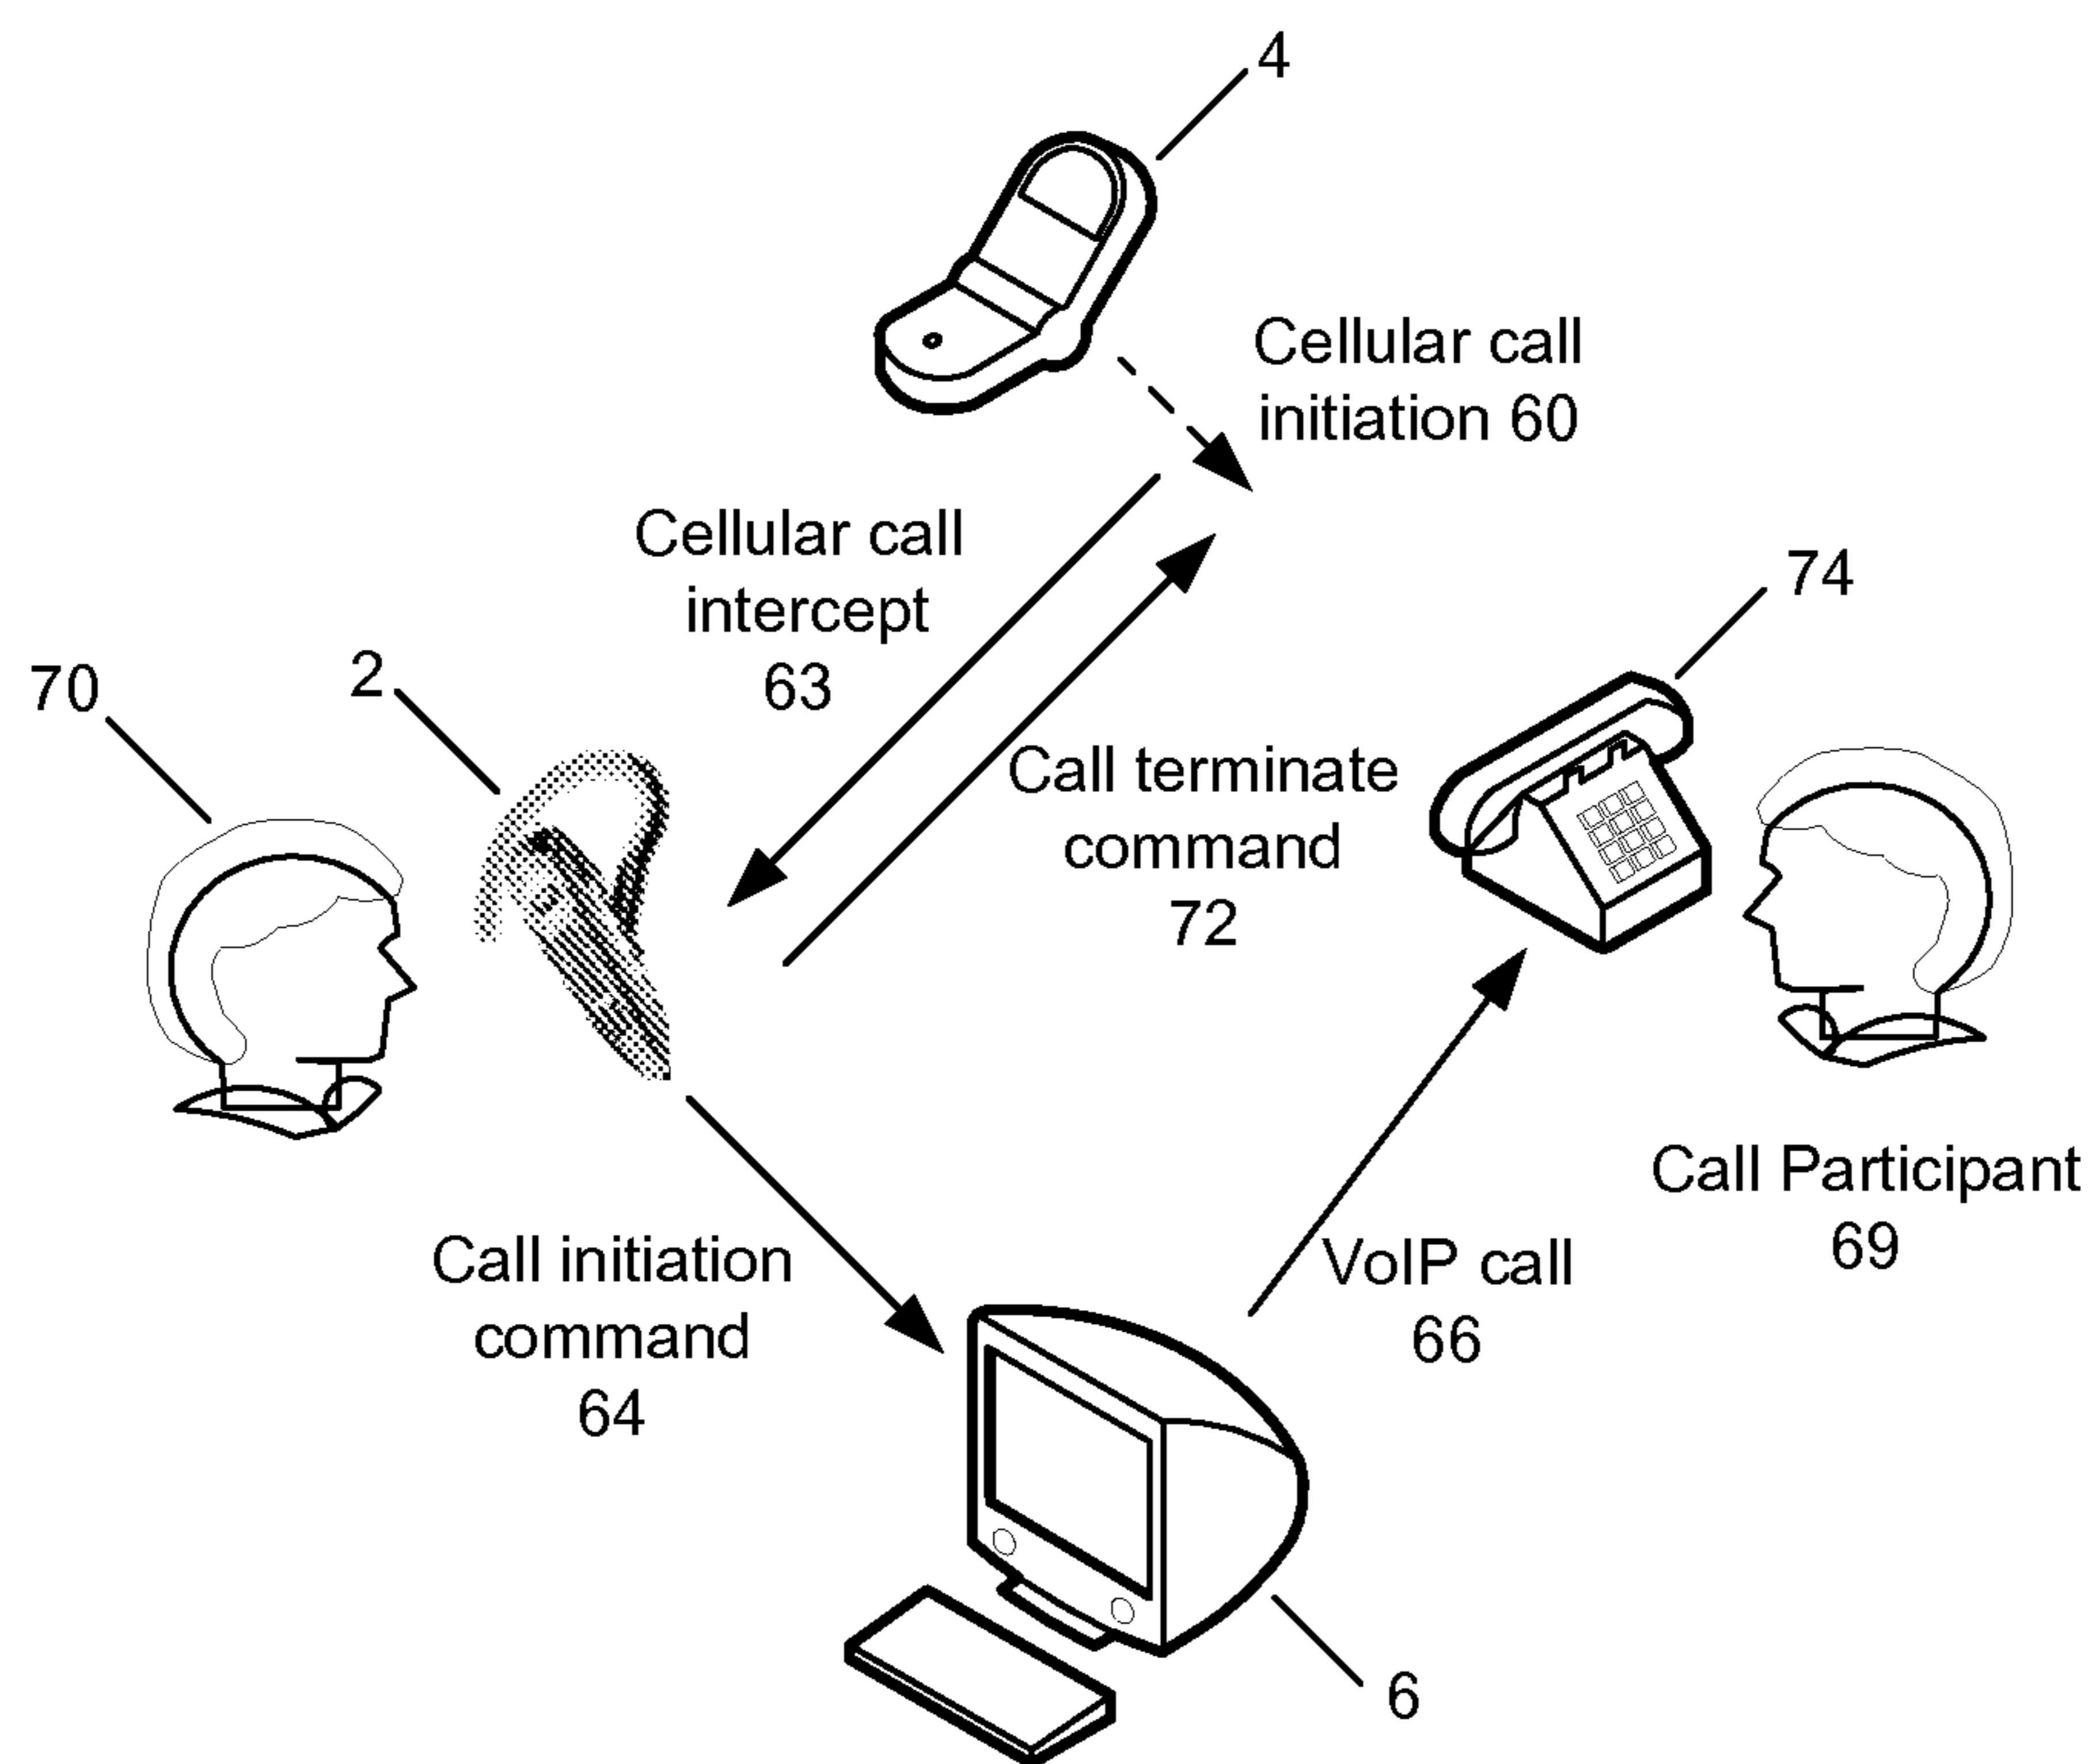 4
Cellular call
initiation 60
Cellular call
intercept
63
74
70
2
Call terminate
command
72
Call Participant
69
Call initiation
command
64
VoIP call
66
6